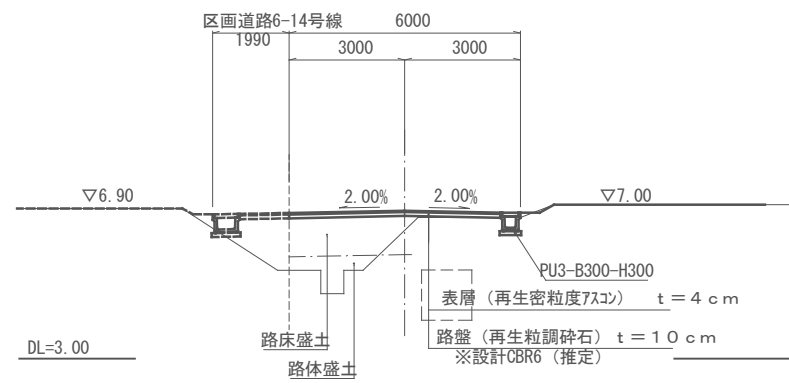 区画道路6-14号線
6000
1990
3000
3000
▽6.90
2.00%
2.00%
▽7.00
PU3-B300-H300
表層（再生密粒度ｱｽｺﾝ） ｔ＝４ｃｍ
路盤（再生粒調砕石）ｔ＝１０ｃｍ
※設計CBR6（推定）
路床盛土
路体盛土
DL=3.00